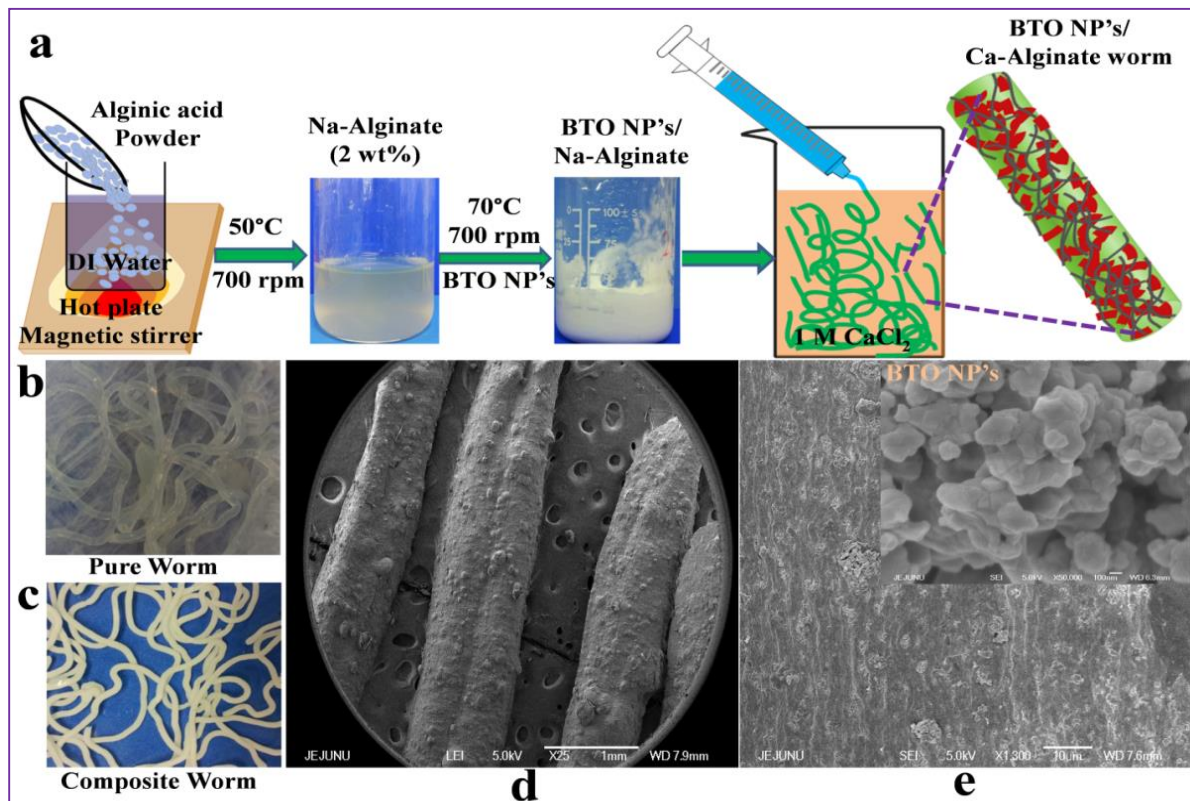 a
Alginic acid
Powder
DI Water
Hot plate
Magnetic stirrer
50°C
700 rpm
Na-Alginate
(2 wt%)
70°C
700 rpm
BTO NP's
BTO NP's/
Na-Alginate
1 M CaCl₂
BTO NP's/
Ca-Alginate worm
b
Pure Worm
c
Composite Worm
JEJUNU LEI 5.0kV X25 1mm WD 7.9mm
d
BTO NP's
JEJUNU SEI 5.0kV X50,000 100nm WD 6.3mm
JEJUNU SEI 5.0kV X1,300 10µm WD 7.6mm
e